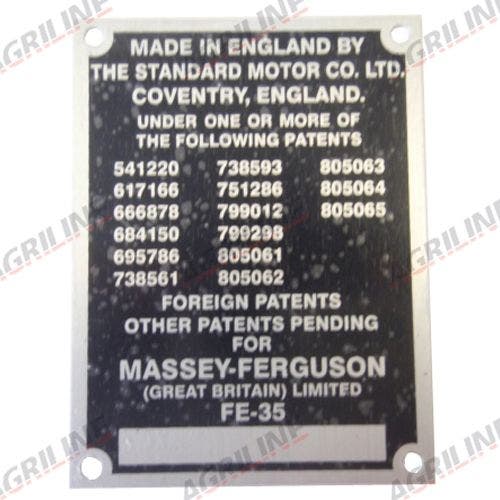 MADE IN ENGLAND BY
THE STANDARD MOTOR CO. LTD.
COVENTRY, ENGLAND.
UNDER ONE OR MORE OF
THE FOLLOWING PATENTS
541220 738593 805063
617166 751286 805064
666878 799012 805065
684150 799298
695786 805061
738561 805062
FOREIGN PATENTS
OTHER PATENTS PENDING
FOR
MASSEY-FERGUSON
(GREAT BRITAIN) LIMITED
FE-35
AGRILINE